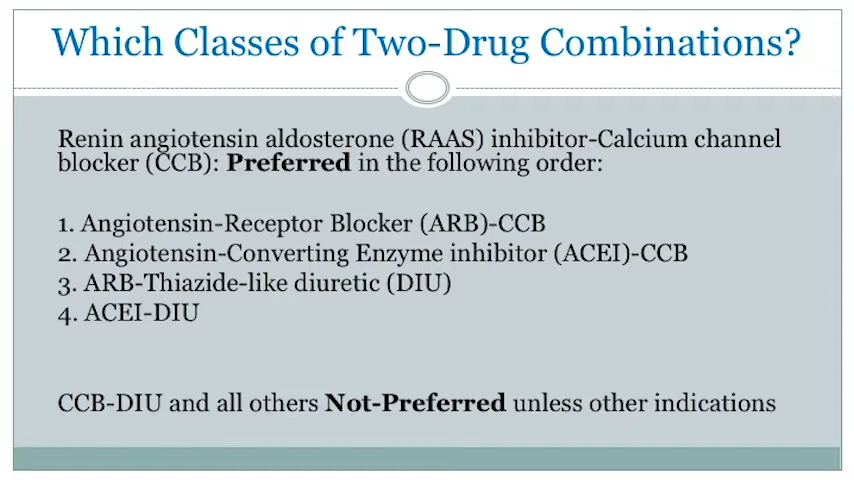 Which Classes of Two-Drug Combinations?
Renin angiotensin aldosterone (RAAS) inhibitor-Calcium channel
blocker (CCB): Preferred in the following order:
1. Angiotensin-Receptor Blocker (ARB)-CCB
2. Angiotensin-Converting Enzyme inhibitor (ACEI)-CCB
3. ARB-Thiazide-like diuretic (DIU)
4. ACEI-DIU
CCB-DIU and all others Not-Preferred unless other indications